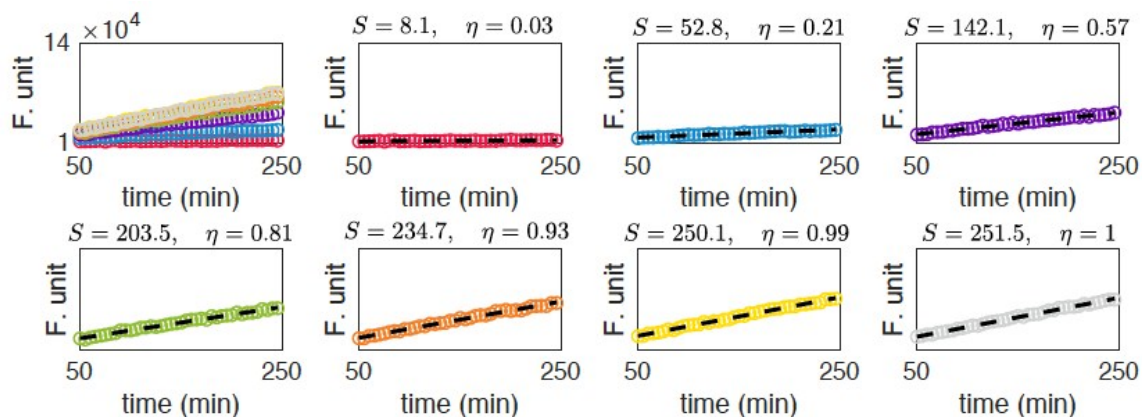 ×10⁴
14
1
F. unit
50
250
time (min)
S = 8.1, η = 0.03
F. unit
50
250
time (min)
S = 52.8, η = 0.21
F. unit
50
250
time (min)
S = 142.1, η = 0.57
F. unit
50
250
time (min)
S = 203.5, η = 0.81
F. unit
50
250
time (min)
S = 234.7, η = 0.93
F. unit
50
250
time (min)
S = 250.1, η = 0.99
F. unit
50
250
time (min)
S = 251.5, η = 1
F. unit
50
250
time (min)